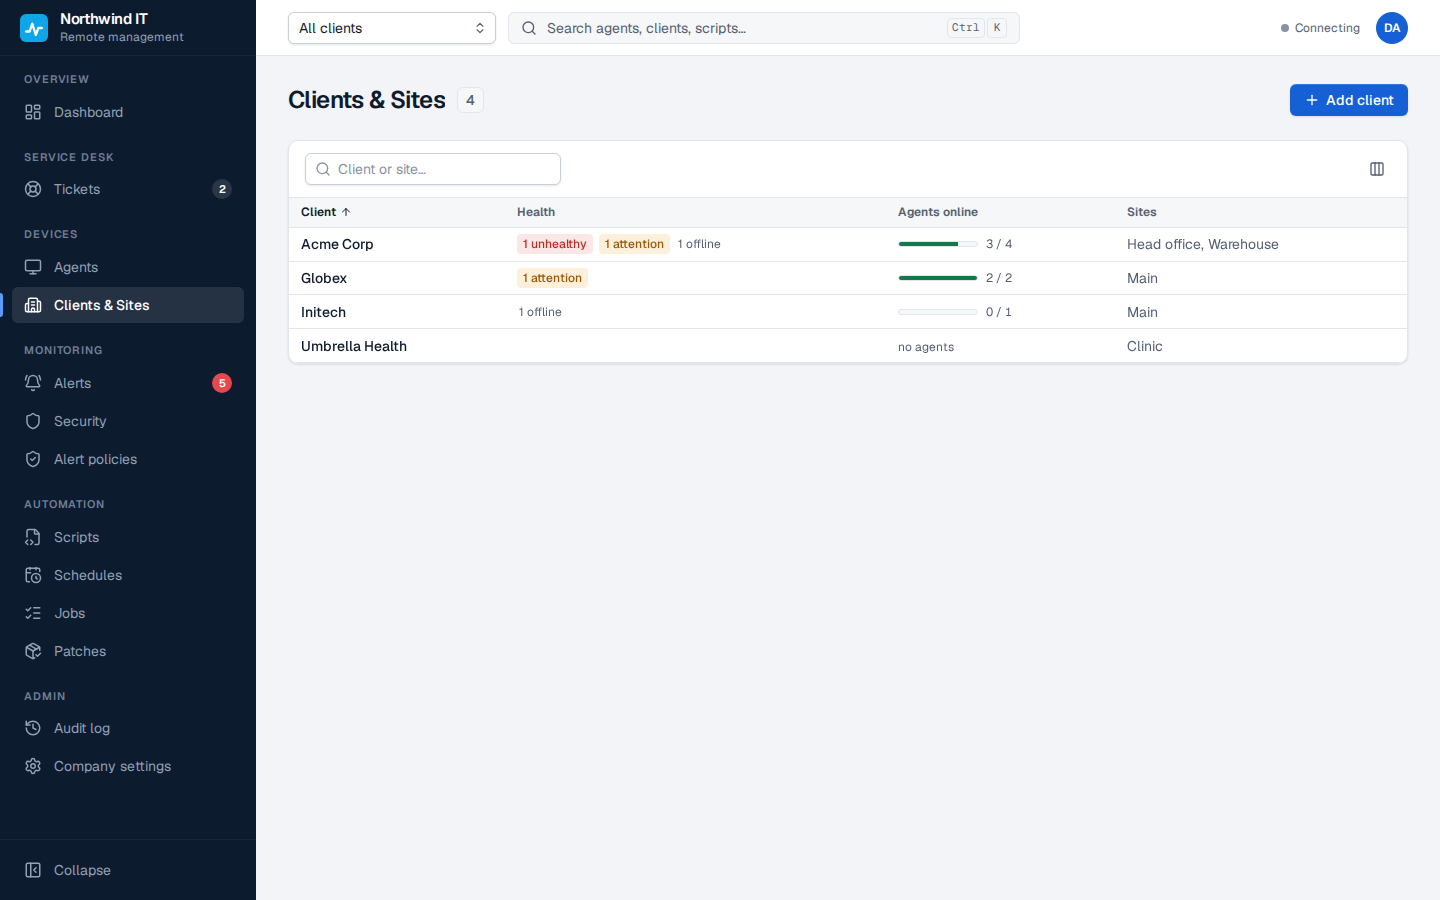 Northwind IT
Remote management
OVERVIEW
Dashboard
SERVICE DESK
Tickets 2
DEVICES
Agents
Clients & Sites
MONITORING
Alerts 5
Security
Alert policies
AUTOMATION
Scripts
Schedules
Jobs
Patches
ADMIN
Audit log
Company settings
Collapse
All clients Search agents, clients, scripts... Ctrl K Connecting DA
Clients & Sites 4 Add client
Client or site...
Client Health Agents online Sites
Acme Corp 1 unhealthy 1 attention 1 offline 3 / 4 Head office, Warehouse
Globex 1 attention 2 / 2 Main
Initech 1 offline 0 / 1 Main
Umbrella Health no agents Clinic